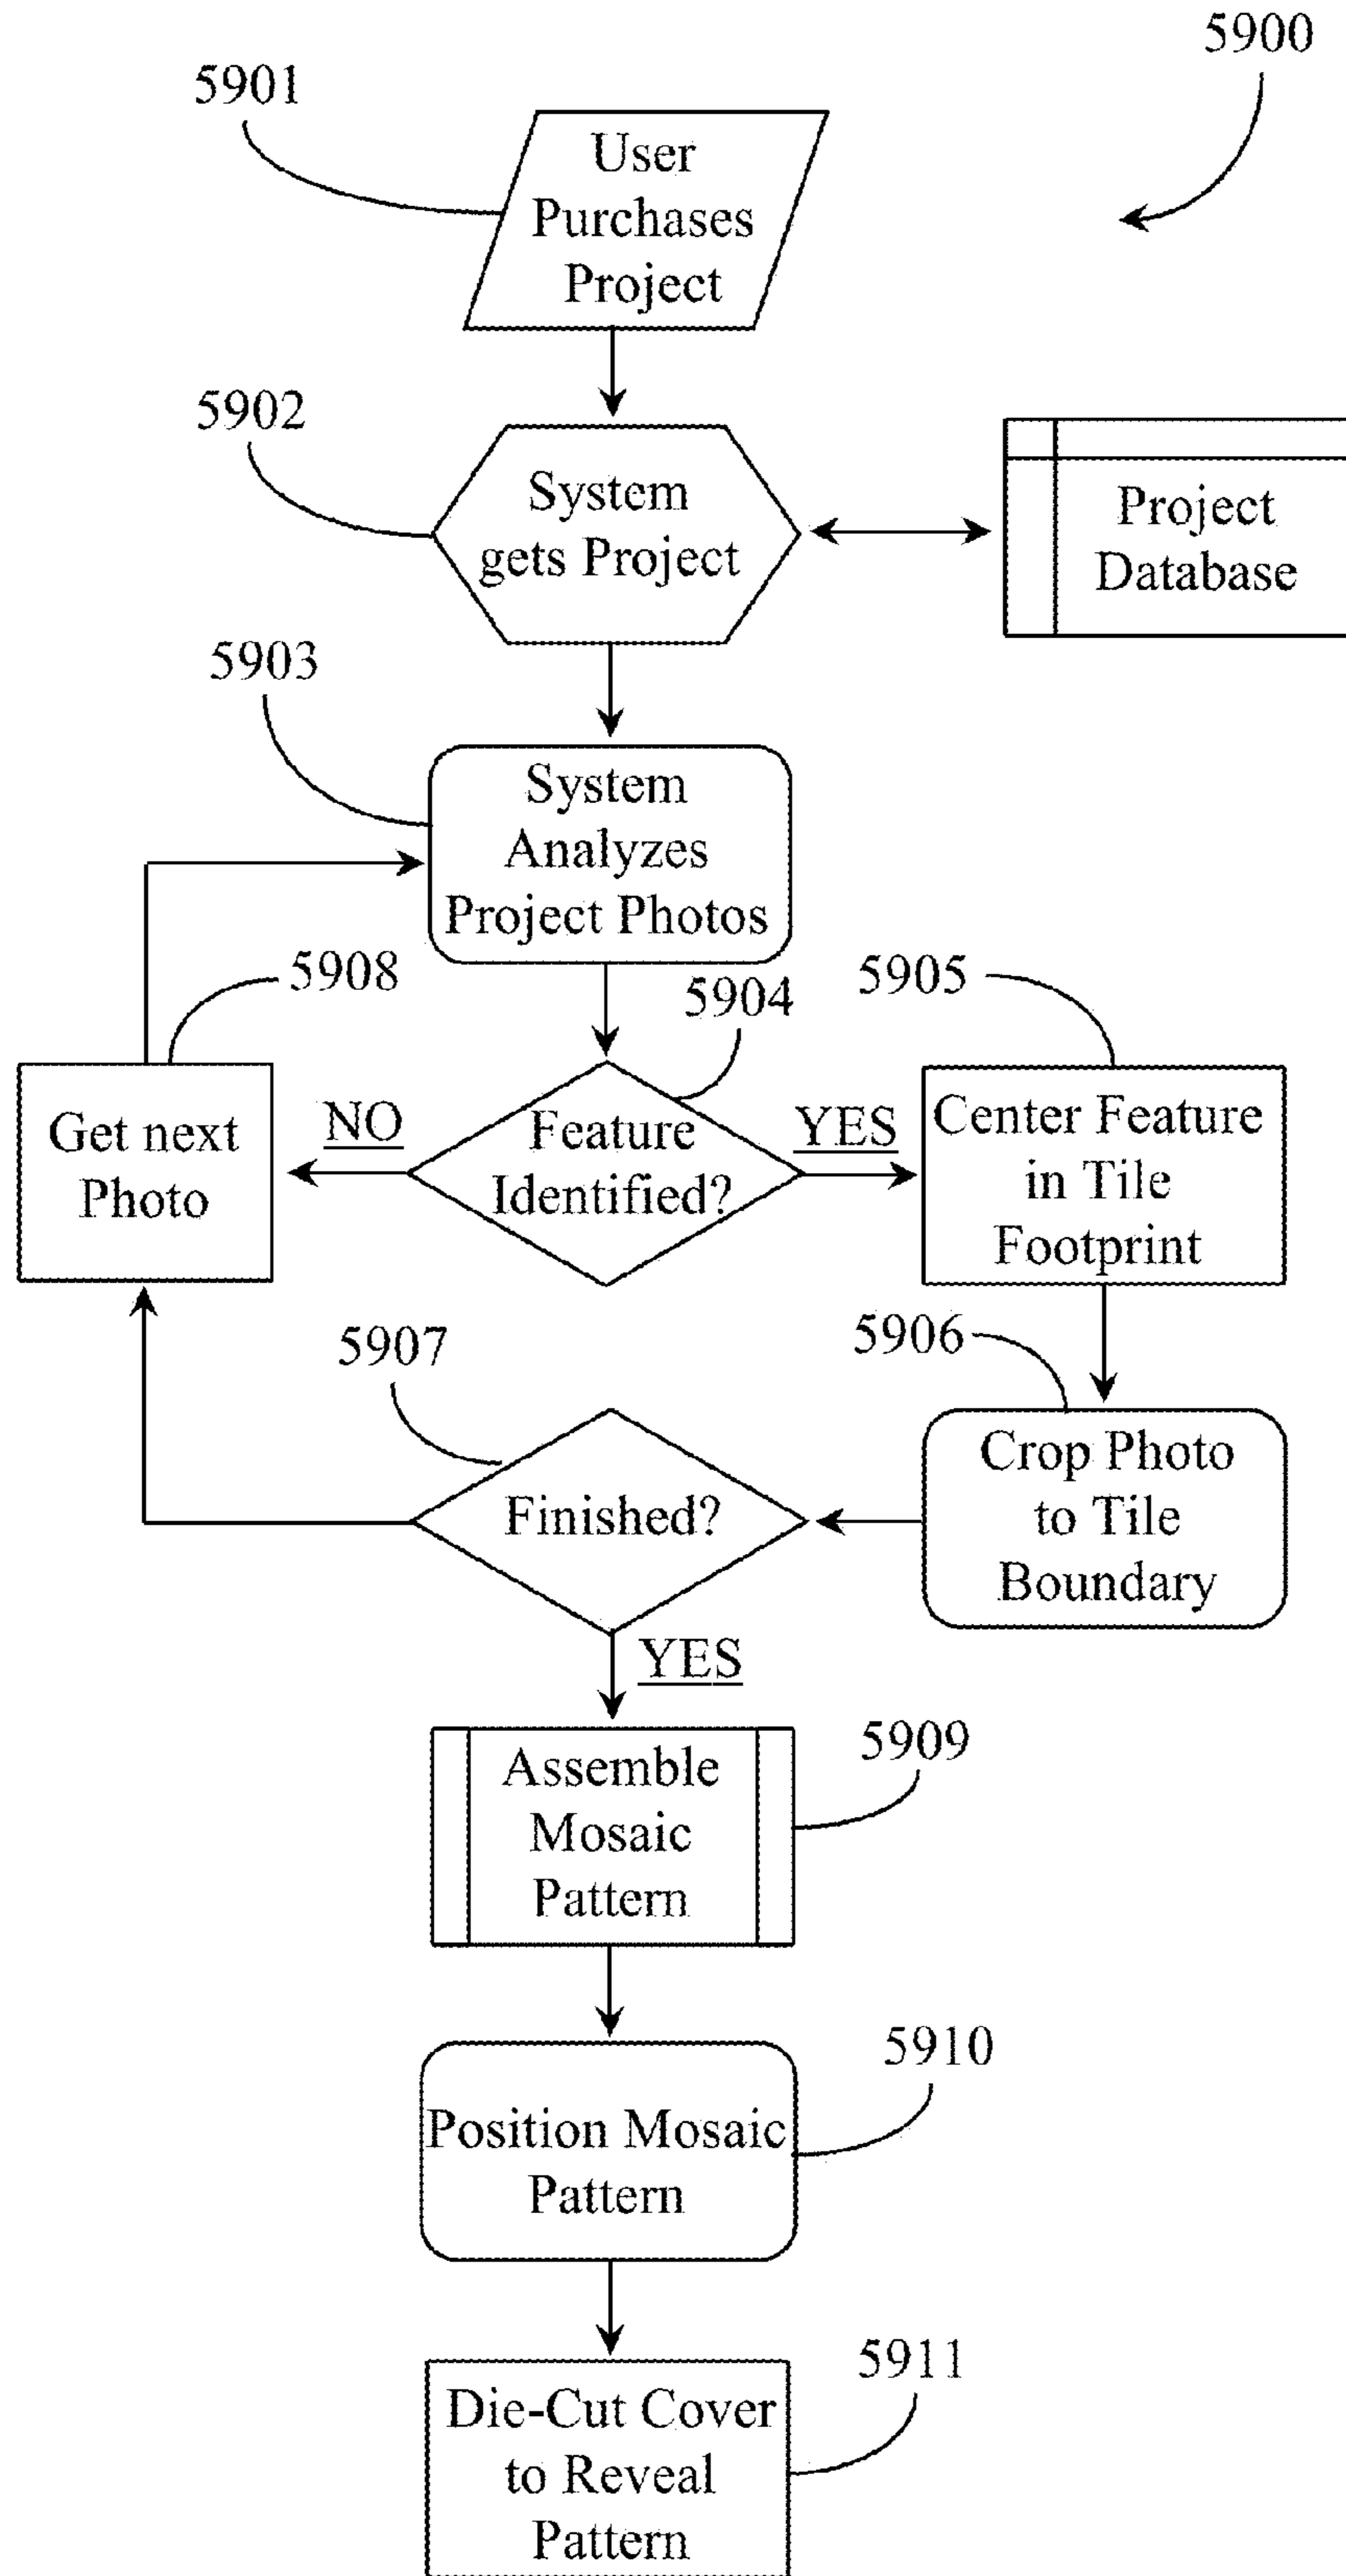 5900
5901
User
Purchases
Project
5902
System
gets Project
Project
Database
5903
System
Analyzes
Project Photos
5908
5904
5905
Get next
Photo
NO
Feature
Identified?
YES
Center Feature
in Tile
Footprint
5907
5906
Finished?
Crop Photo
to Tile
Boundary
YES
Assemble
Mosaic
Pattern
5909
Position Mosaic
Pattern
5910
Die-Cut Cover
to Reveal
Pattern
5911